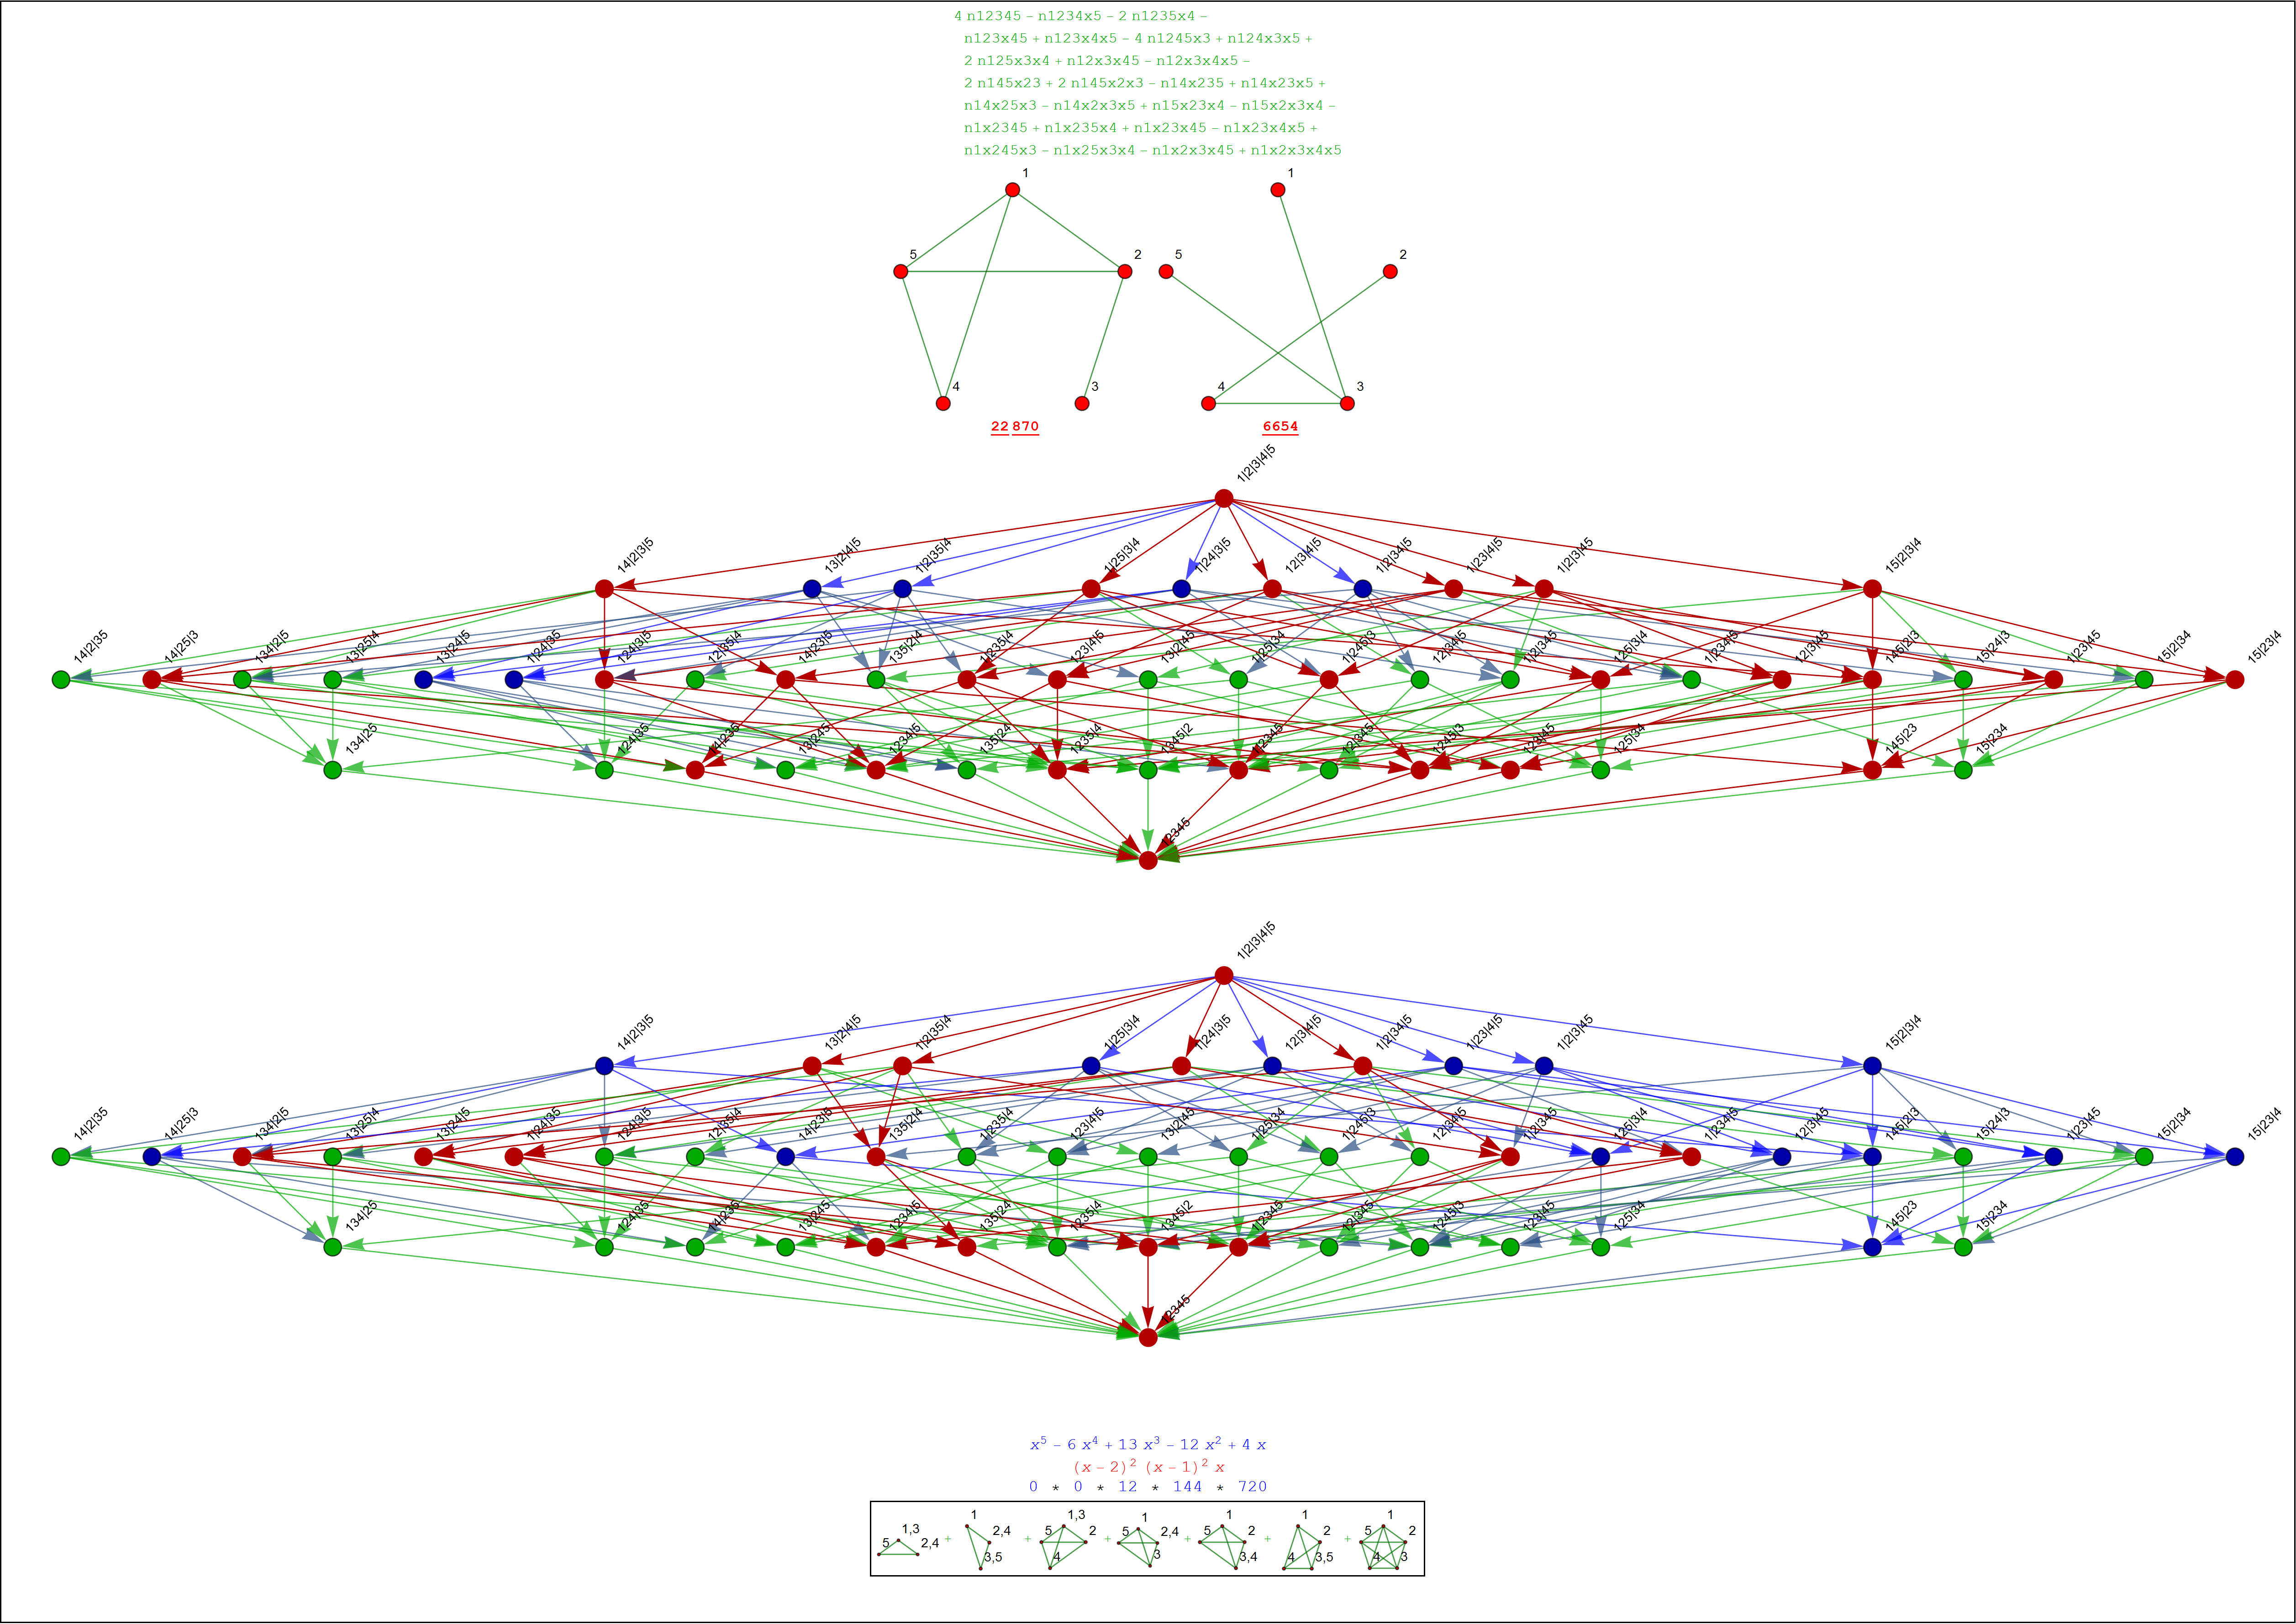 4 n12345 – n1234x5 – 2 n1235x4 –
n123x45 + n123x4x5 – 4 n1245x3 + n124x3x5 +
2 n125x3x4 + n12x3x45 – n12x3x4x5 –
2 n145x23 + 2 n145x2x3 – n14x235 + n14x23x5 +
n14x25x3 – n14x2x3x5 + n15x23x4 – n15x2x3x4 –
n1x2345 + n1x235x4 + n1x23x45 – n1x23x4x5 +
n1x245x3 – n1x25x3x4 – n1x2x3x45 + n1x2x3x4x5
1 1
5 2 5 2
4 3 4 3
22 870 6654
1|2|3|4|5
14|2|3|5 13|2|4|5 1|2|35|4 1|25|3|4 1|24|3|5 12|3|4|5 1|2|34|5 1|23|4|5 1|2|3|45 15|2|3|4
14|2|35 14|25|3 134|2|5 13|25|4 13|24|5 1|24|35 124|3|5 12|35|4 14|23|5 135|2|4 1|235|4 123|4|5 13|2|45 1|25|34 1|245|3 12|34|5 1|2|345 125|3|4 1|234|5 12|3|45 145|2|3 15|24|3 1|23|45 15|2|34 15|23|4
134|25 124|35 14|235 13|245 1234|5 135|24 1235|4 1345|2 1|2345 12|345 1245|3 123|45 125|34 145|23 15|234
12345
1|2|3|4|5
14|2|3|5 13|2|4|5 1|2|35|4 1|25|3|4 1|24|3|5 12|3|4|5 1|2|34|5 1|23|4|5 1|2|3|45 15|2|3|4
14|2|35 14|25|3 134|2|5 13|25|4 13|24|5 1|24|35 124|3|5 12|35|4 14|23|5 135|2|4 1|235|4 123|4|5 13|2|45 1|25|34 1|245|3 12|34|5 1|2|345 125|3|4 1|234|5 12|3|45 145|2|3 15|24|3 1|23|45 15|2|34 15|23|4
134|25 124|35 14|235 13|245 1234|5 135|24 1235|4 1345|2 1|2345 12|345 1245|3 123|45 125|34 145|23 15|234
12345
x⁵ – 6 x⁴ + 13 x³ – 12 x² + 4 x
(x – 2)² (x – 1)² x
0 * 0 * 12 * 144 * 720
1,3 5 2,4 + 1 2,4 3,5 + 1,3 5 2 4 + 1 5 2,4 3 + 1 5 2 3,4 + 1 2 4 3,5 + 1 5 2 4 3